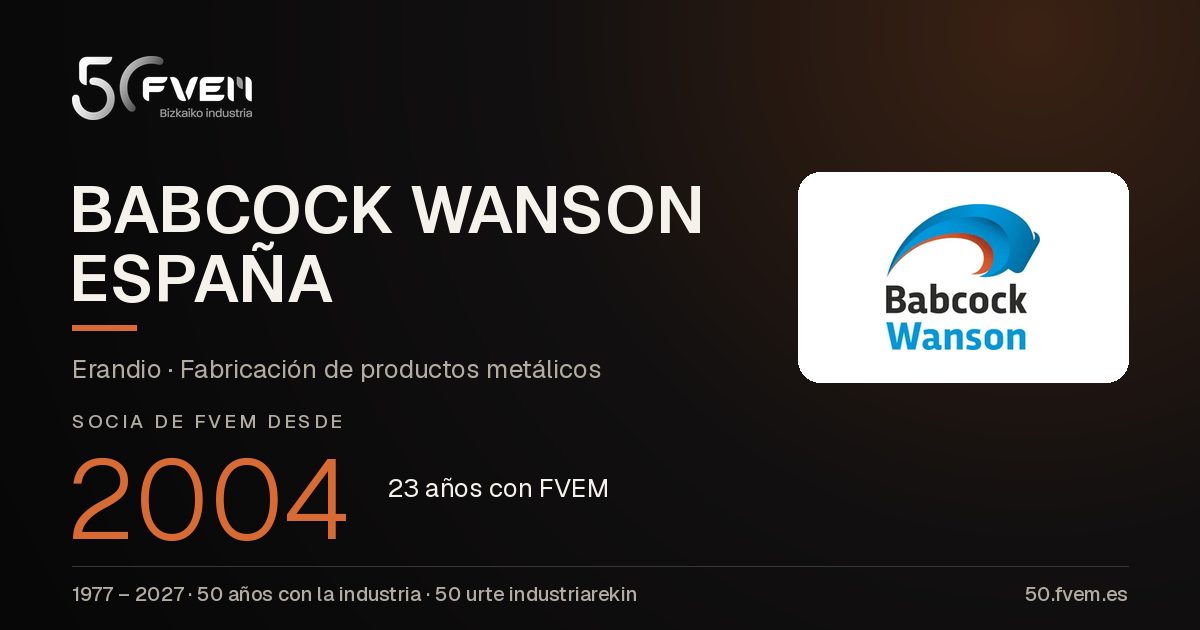 50 FVEM
Bizkaiko industria
BABCOCK WANSON
ESPAÑA
Babcock
Wanson
Erandio · Fabricación de productos metálicos
SOCIA DE FVEM DESDE
2004
23 años con FVEM
1977 – 2027 · 50 años con la industria · 50 urte industriarekin
50.fvem.es